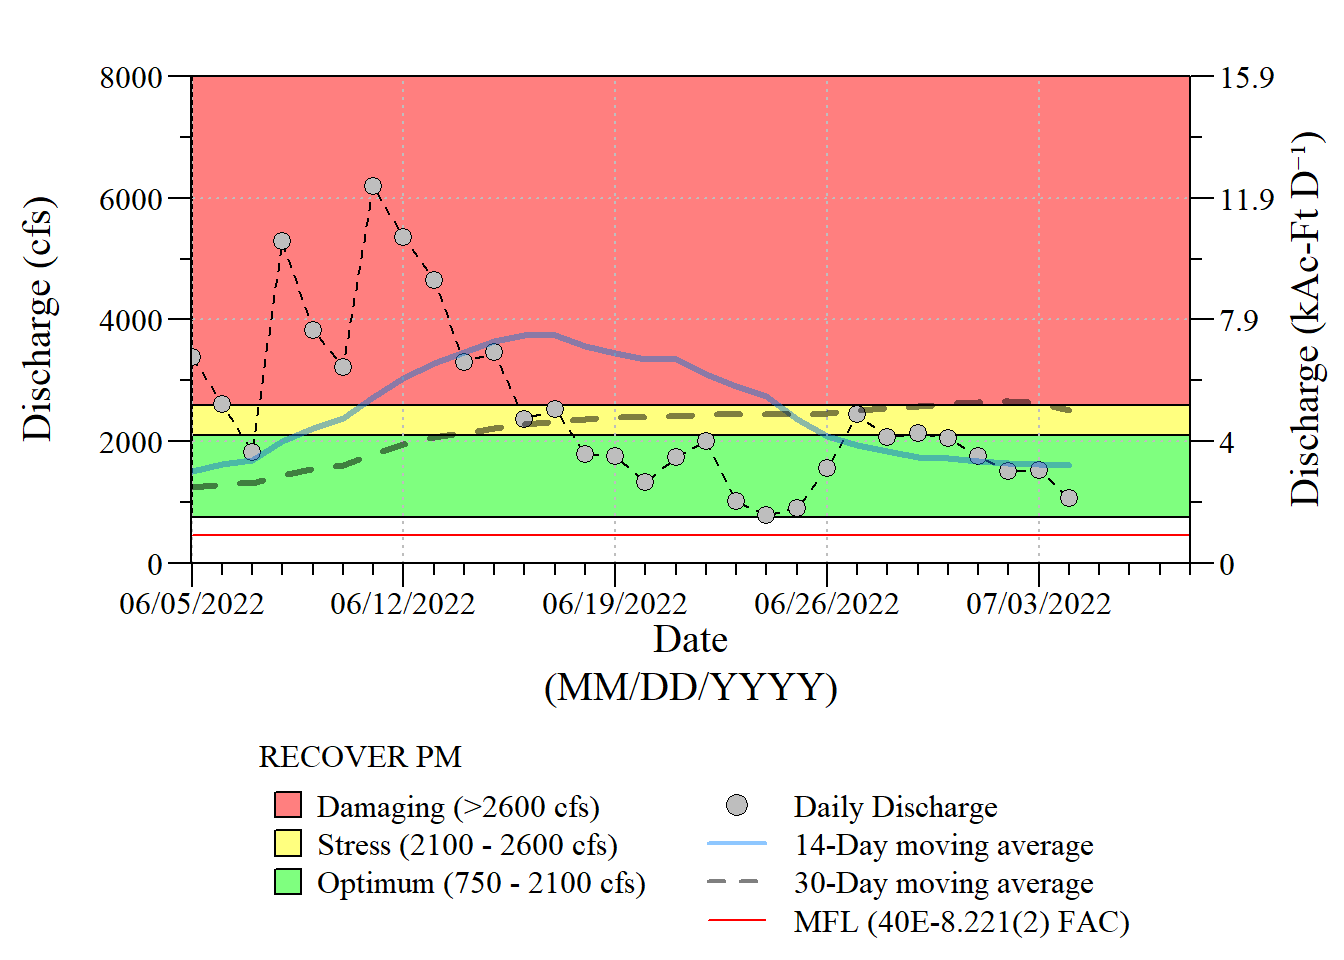 8000
6000
4000
2000
0
Discharge (cfs)
15.9
11.9
7.9
4
0
Discharge (kAc-Ft D⁻¹)
06/05/2022
06/12/2022
06/19/2022
06/26/2022
07/03/2022
Date
(MM/DD/YYYY)
RECOVER PM
Damaging (>2600 cfs)
Stress (2100 - 2600 cfs)
Optimum (750 - 2100 cfs)
Daily Discharge
14-Day moving average
30-Day moving average
MFL (40E-8.221(2) FAC)